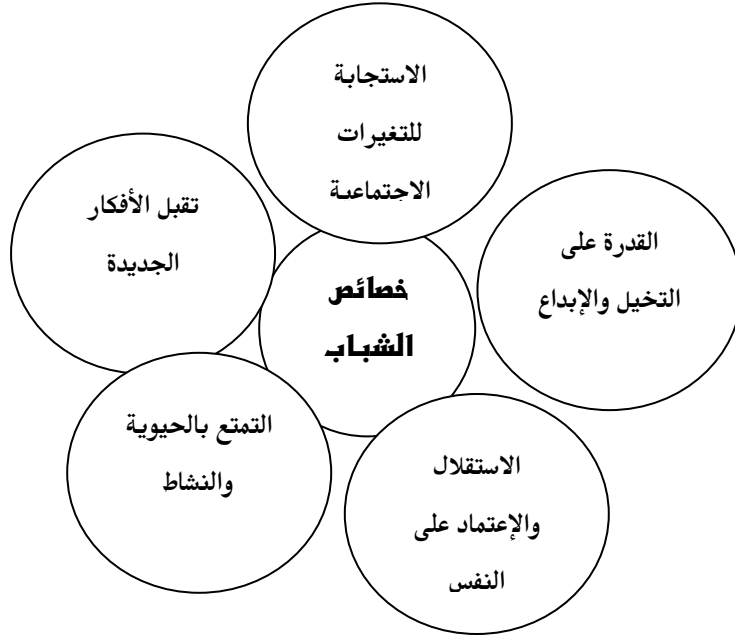 الاستجابة
للتغيرات
الاجتماعية
تقبل الأفكار
الجديدة
القدرة على
التخيل والإبداع
خصائص
الشباب
التمتع بالحيوية
والنشاط
الاستقلال
والإعتماد على
النفس